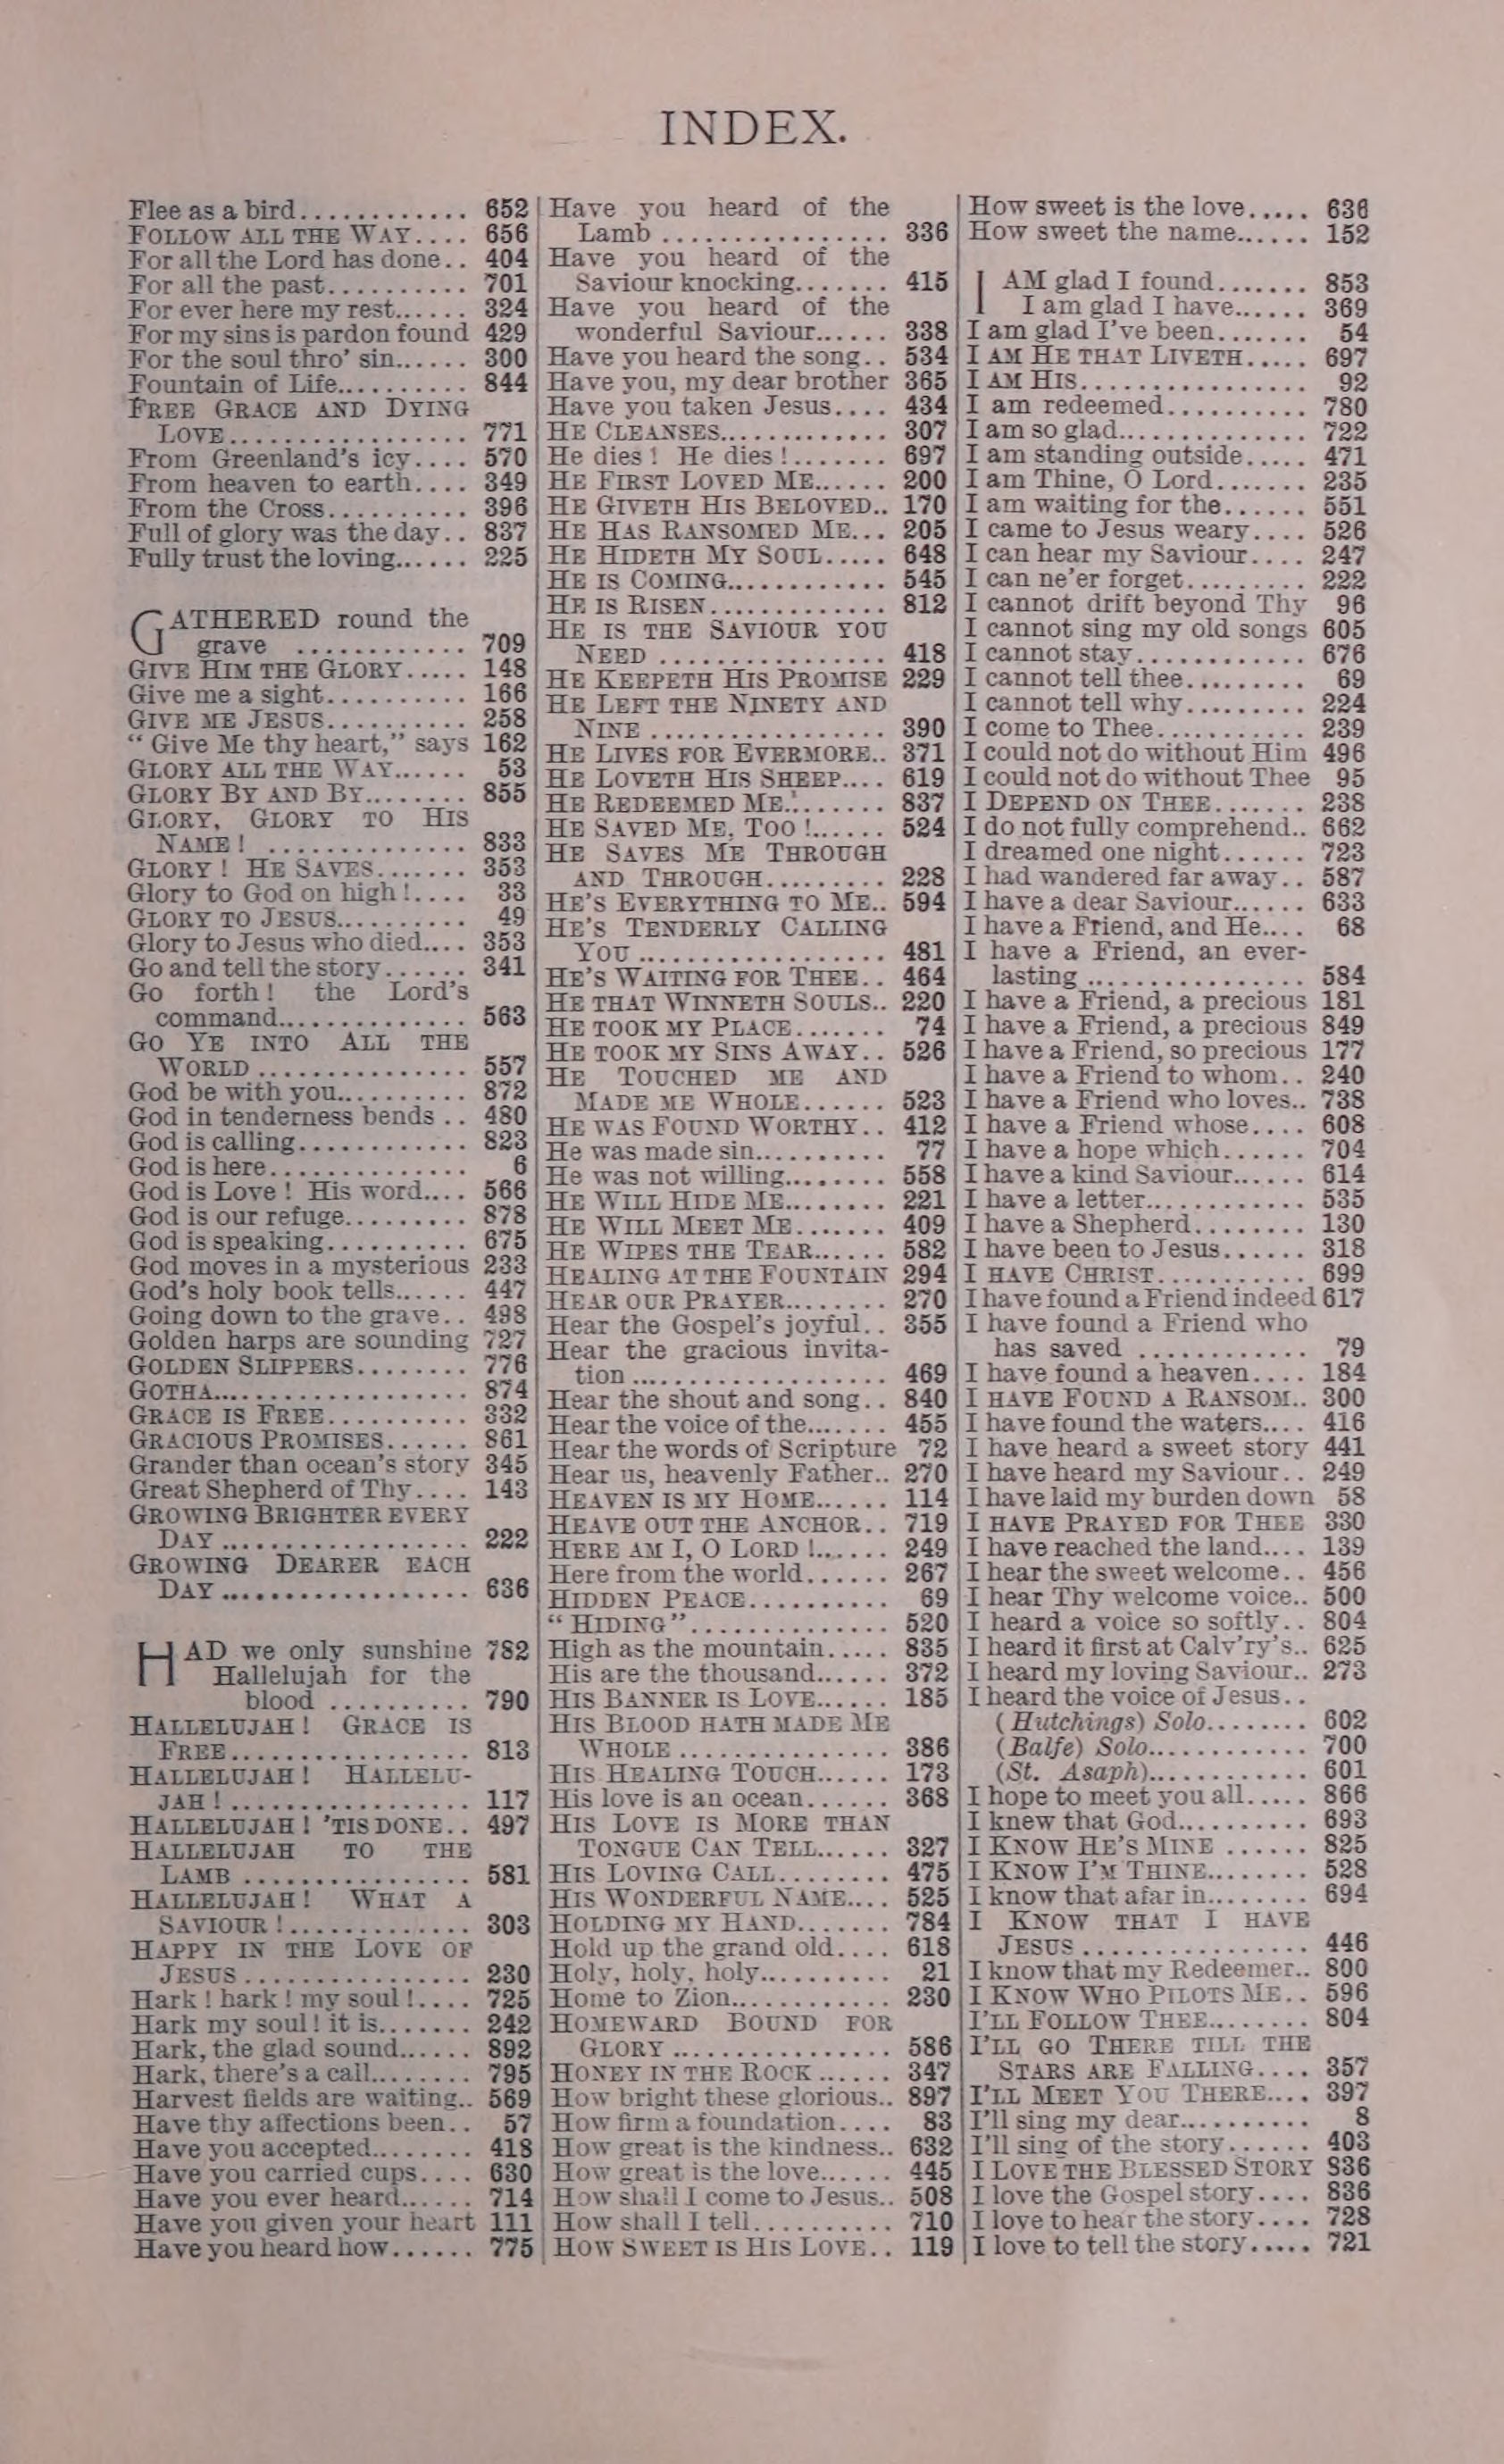 INDEX.
Flee as a bird............ 652
FOLLOW ALL THE WAY.... 656
For all the Lord has done.. 404
For all the past.......... 701
For ever here my rest...... 324
For my sins is pardon found 429
For the soul thro' sin...... 300
Fountain of Life.......... 844
FREE GRACE AND DYING
LOVE................. 771
From Greenland's icy.... 570
From heaven to earth.... 349
From the Cross.......... 396
Full of glory was the day.. 837
Fully trust the loving...... 225
GATHERED round the
grave ............ 709
GIVE HIM THE GLORY..... 148
Give me a sight.......... 166
GIVE ME JESUS.......... 258
“ Give Me thy heart,” says 162
GLORY ALL THE WAY...... 53
GLORY BY AND BY........ 855
GLORY, GLORY TO HIS
NAME! .............. 833
GLORY ! HE SAVES....... 353
Glory to God on high!.... 33
GLORY TO JESUS.......... 49
Glory to Jesus who died.... 353
Go and tell the story...... 341
Go forth! the Lord's
command.............. 563
GO YE INTO ALL THE
WORLD ............... 557
God be with you.......... 872
God in tenderness bends .. 480
God is calling............ 823
God is here.............. 6
God is Love! His word.... 566
God is our refuge......... 878
God is speaking.......... 675
God moves in a mysterious 233
God's holy book tells...... 447
Going down to the grave.. 498
Golden harps are sounding 727
GOLDEN SLIPPERS........ 776
GOTHA.................. 874
GRACE IS FREE.......... 332
GRACIOUS PROMISES...... 861
Grander than ocean's story 345
Great Shepherd of Thy.... 143
GROWING BRIGHTER EVERY
DAY ................. 222
GROWING DEARER EACH
DAY .................. 636
HAD we only sunshine 782
Hallelujah for the
blood .......... 790
HALLELUJAH! GRACE IS
FREE................. 813
HALLELUJAH! HALLELU-
JAH!................. 117
HALLELUJAH! 'TIS DONE.. 497
HALLELUJAH TO THE
LAMB ................ 581
HALLELUJAH! WHAT A
SAVIOUR!............. 303
HAPPY IN THE LOVE OF
JESUS ................ 230
Hark! hark! my soul!.... 725
Hark my soul! it is....... 242
Hark, the glad sound...... 892
Hark, there's a call........ 795
Harvest fields are waiting.. 569
Have thy affections been.. 57
Have you accepted........ 418
Have you carried cups.... 630
Have you ever heard...... 714
Have you given your heart 111
Have you heard how...... 775
Have you heard of the
Lamb ................ 336
Have you heard of the
Saviour knocking....... 415
Have you heard of the
wonderful Saviour...... 338
Have you heard the song.. 534
Have you, my dear brother 365
Have you taken Jesus.... 434
HE CLEANSES............ 307
He dies! He dies!....... 697
HE FIRST LOVED ME...... 200
HE GIVETH HIS BELOVED.. 170
HE HAS RANSOMED ME... 205
HE HIDETH MY SOUL..... 648
HE IS COMING............ 545
HE IS RISEN............. 812
HE IS THE SAVIOUR YOU
NEED ................ 418
HE KEEPETH HIS PROMISE 229
HE LEFT THE NINETY AND
NINE ................. 390
HE LIVES FOR EVERMORE.. 371
HE LOVETH HIS SHEEP.... 619
HE REDEEMED ME........ 837
HE SAVED ME, TOO!...... 524
HE SAVES ME THROUGH
AND THROUGH......... 228
HE'S EVERYTHING TO ME.. 594
HE'S TENDERLY CALLING
YOU .................. 481
HE'S WAITING FOR THEE.. 464
HE THAT WINNETH SOULS.. 220
HE TOOK MY PLACE....... 74
HE TOOK MY SINS AWAY.. 526
HE TOUCHED ME AND
MADE ME WHOLE...... 523
HE WAS FOUND WORTHY.. 412
He was made sin.......... 77
He was not willing........ 558
HE WILL HIDE ME........ 221
HE WILL MEET ME....... 409
HE WIPES THE TEAR...... 582
HEALING AT THE FOUNTAIN 294
HEAR OUR PRAYER........ 270
Hear the Gospel's joyful.. 355
Hear the gracious invita-
tion .................. 469
Hear the shout and song.. 840
Hear the voice of the....... 455
Hear the words of Scripture 72
Hear us, heavenly Father.. 270
HEAVEN IS MY HOME...... 114
HEAVE OUT THE ANCHOR.. 719
HERE AM I, O LORD!...... 249
Here from the world...... 267
HIDDEN PEACE.......... 69
“ HIDING”.............. 520
High as the mountain..... 835
His are the thousand...... 372
HIS BANNER IS LOVE...... 185
HIS BLOOD HATH MADE ME
WHOLE ............... 386
HIS HEALING TOUCH...... 173
His love is an ocean...... 368
HIS LOVE IS MORE THAN
TONGUE CAN TELL...... 327
HIS LOVING CALL........ 475
HIS WONDERFUL NAME.... 525
HOLDING MY HAND....... 784
Hold up the grand old.... 618
Holy, holy, holy.......... 21
Home to Zion............ 230
HOMEWARD BOUND FOR
GLORY ................ 586
HONEY IN THE ROCK ...... 347
How bright these glorious.. 897
How firm a foundation.... 83
How great is the kindness.. 632
How great is the love...... 445
How shall I come to Jesus.. 508
How shall I tell.......... 710
HOW SWEET IS HIS LOVE.. 119
How sweet is the love..... 636
How sweet the name...... 152
I AM glad I found....... 853
I am glad I have...... 369
I am glad I've been....... 54
I AM HE THAT LIVETH..... 697
I AM HIS................ 92
I am redeemed.......... 780
I am so glad.............. 722
I am standing outside..... 471
I am Thine, O Lord....... 235
I am waiting for the...... 551
I came to Jesus weary.... 526
I can hear my Saviour.... 247
I can ne'er forget......... 222
I cannot drift beyond Thy 96
I cannot sing my old songs 605
I cannot stay............ 676
I cannot tell thee......... 69
I cannot tell why......... 224
I come to Thee........... 239
I could not do without Him 496
I could not do without Thee 95
I DEPEND ON THEE....... 238
I do not fully comprehend.. 662
I dreamed one night...... 723
I had wandered far away.. 587
I have a dear Saviour...... 633
I have a Friend, and He.... 68
I have a Friend, an ever-
lasting ................ 584
I have a Friend, a precious 181
I have a Friend, a precious 849
I have a Friend, so precious 177
I have a Friend to whom.. 240
I have a Friend who loves.. 738
I have a Friend whose.... 608
I have a hope which...... 704
I have a kind Saviour...... 614
I have a letter............ 535
I have a Shepherd........ 130
I have been to Jesus...... 318
I HAVE CHRIST........... 699
I have found a Friend indeed 617
I have found a Friend who
has saved ............ 79
I have found a heaven.... 184
I HAVE FOUND A RANSOM.. 300
I have found the waters.... 416
I have heard a sweet story 441
I have heard my Saviour.. 249
I have laid my burden down 58
I HAVE PRAYED FOR THEE 330
I have reached the land.... 139
I hear the sweet welcome.. 456
I hear Thy welcome voice.. 500
I heard a voice so softly.. 804
I heard it first at Calv'ry's.. 625
I heard my loving Saviour.. 273
I heard the voice of Jesus..
(Hutchings) Solo........ 602
(Balfe) Solo............ 700
(St. Asaph)............ 601
I hope to meet you all..... 866
I knew that God.......... 693
I KNOW HE'S MINE ...... 825
I KNOW I'M THINE........ 528
I know that afar in........ 694
I KNOW THAT I HAVE
JESUS ................ 446
I know that my Redeemer.. 800
I KNOW WHO PILOTS ME.. 596
I'LL FOLLOW THEE........ 804
I'LL GO THERE TILL THE
STARS ARE FALLING.... 357
I'LL MEET YOU THERE.... 397
I'll sing my dear.......... 8
I'll sing of the story...... 403
I LOVE THE BLESSED STORY 836
I love the Gospel story.... 836
I love to hear the story.... 728
I love to tell the story..... 721